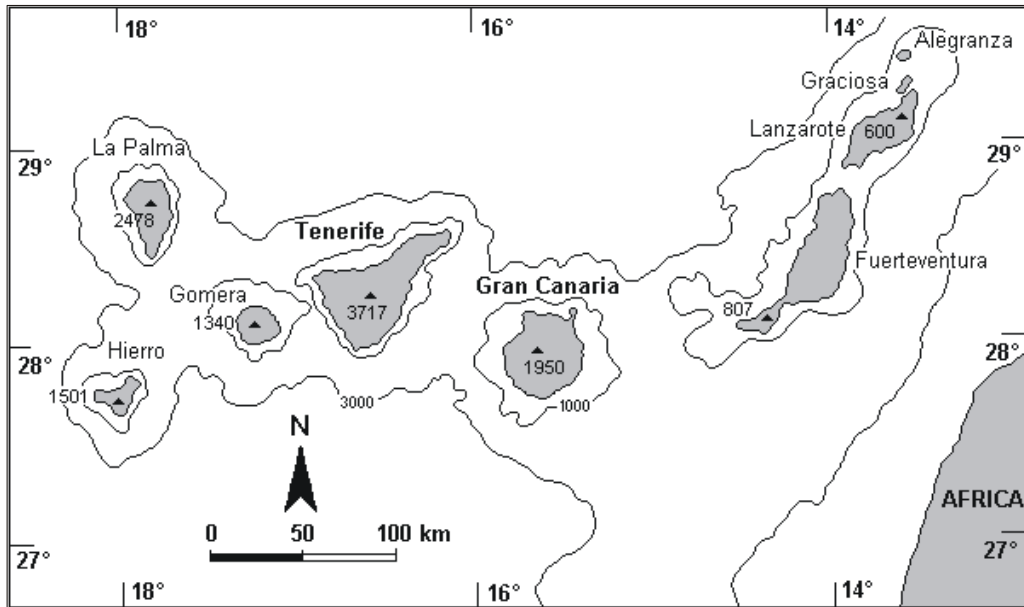 18°
16°
14°
Alegranza
Graciosa
Lanzarote
600
La Palma
29°
29°
2478
Tenerife
Fuerteventura
Gran Canaria
Gomera
1340
3717
807
Hierro
28°
28°
1950
1501
3000
1000
N
AFRICA
0 50 100 km
27°
27°
18°
16°
14°